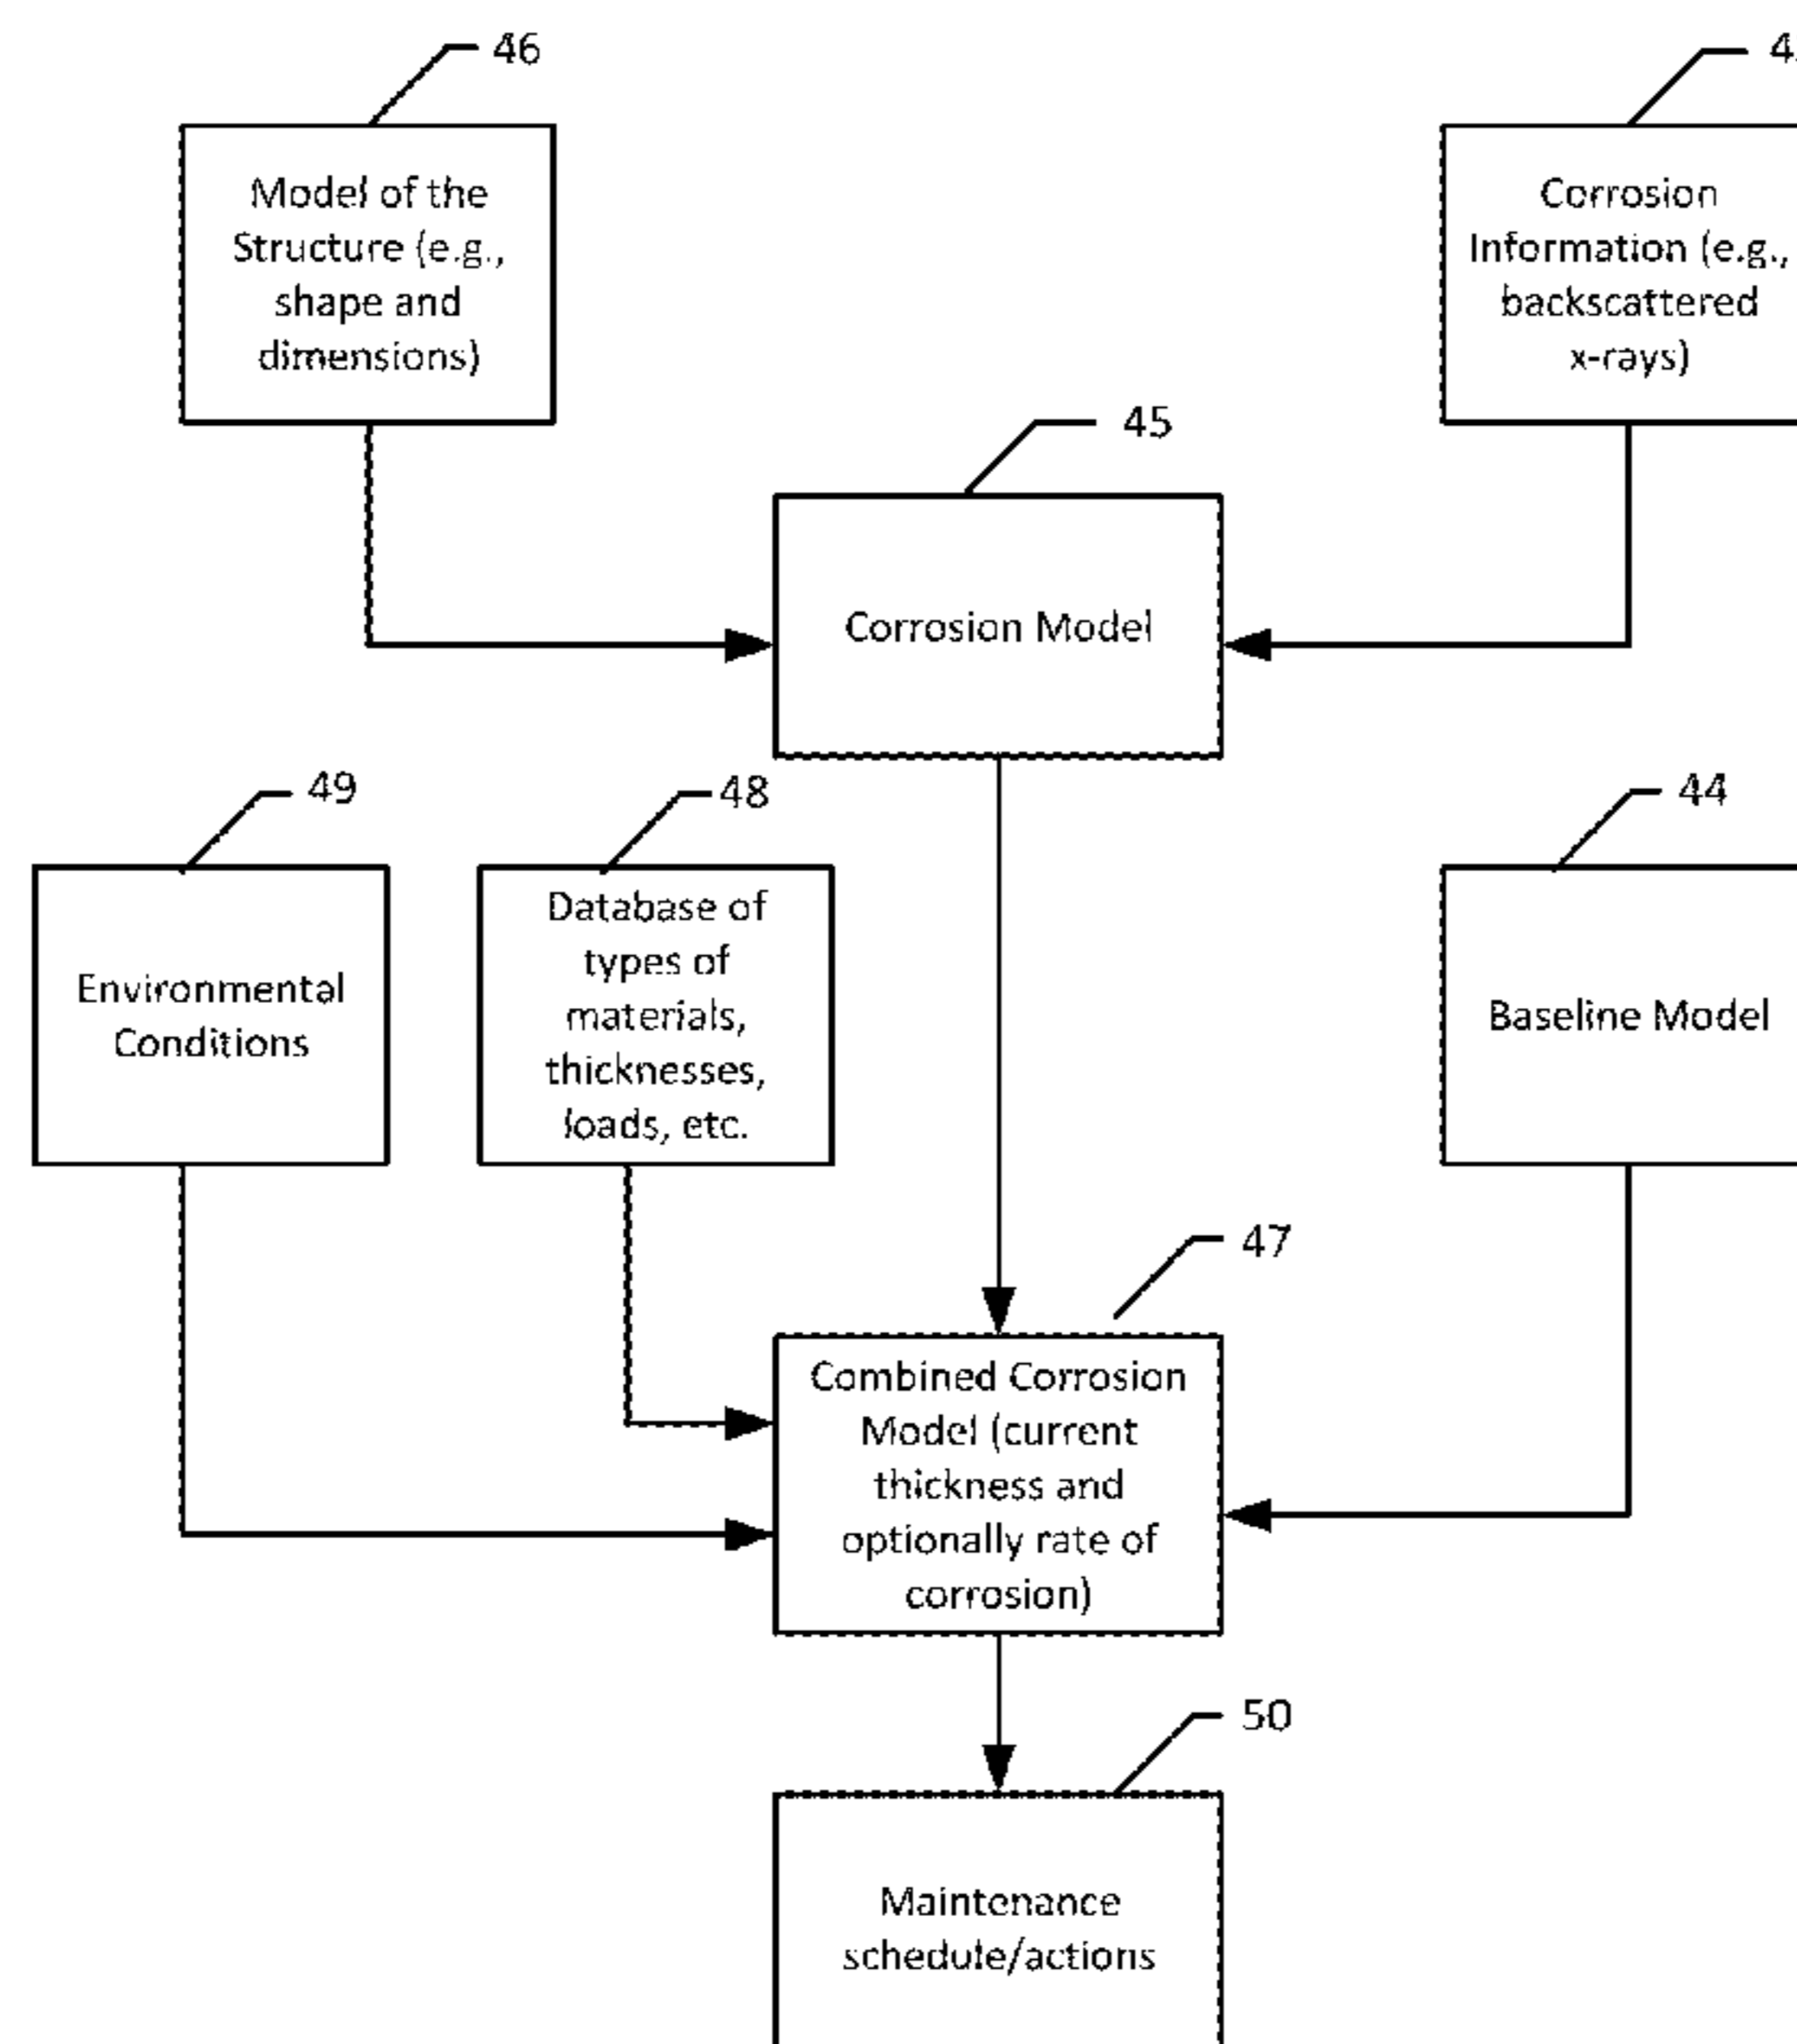 46
Model of the
Structure (e.g.,
shape and
dimensions)
Corrosion
Information (e.g.,
backscattered
x-rays)
45
Corrosion Model
49
Environmental
Conditions
48
Database of
types of
materials,
thicknesses,
loads, etc.
44
Baseline Model
47
Combined Corrosion
Model (current
thickness and
optionally rate of
corrosion)
50
Maintenance
schedule/actions